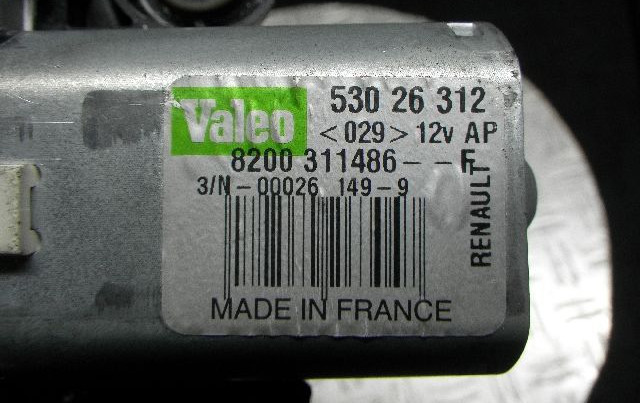 Valeo 530 26 312
<029> 12v AP
8200 311486--F
3/N-00026 149-9
RENAULT
MADE IN FRANCE